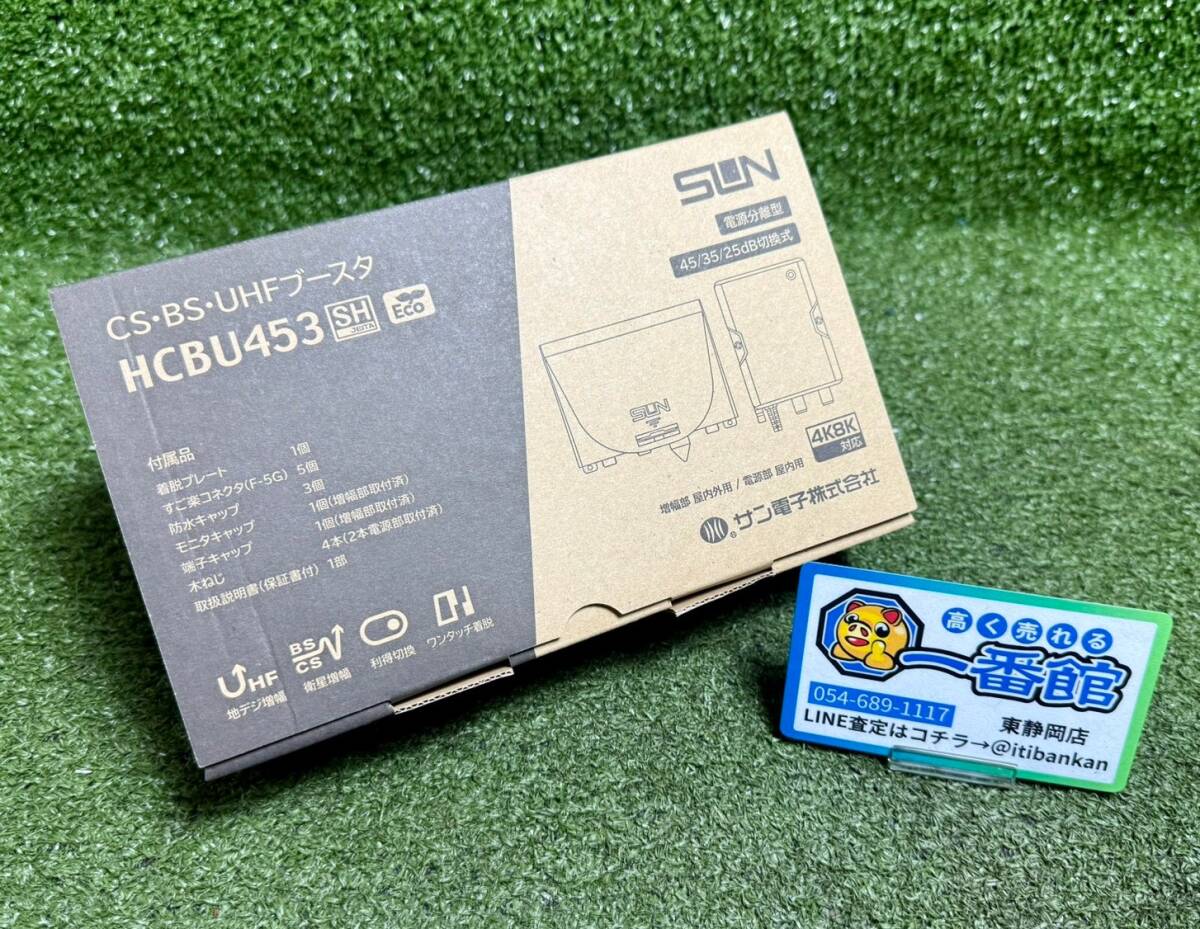 CS・BS・UHFブースタ
HCBU453 SH JEITA Eco
付属品
着脱プレート 1個
すご楽コネクタ(F-5G) 5個
防水キャップ 3個
モニタキャップ 1個(増幅部取付済)
端子キャップ 1個(増幅部取付済)
木ねじ 4本(2本電源部取付済)
取扱説明書(保証書付) 1部
UHF
地デジ増幅
BS
CS
衛星増幅
利得切換
ワンタッチ着脱
SUN
電源分離型
45/35/25dB切換式
SUN
4K8K
対応
増幅部 屋内外用 / 電源部 屋内用
サン電子株式会社
高く売れる
一番館
054-689-1117
東静岡店
LINE査定はコチラ→@itibankan